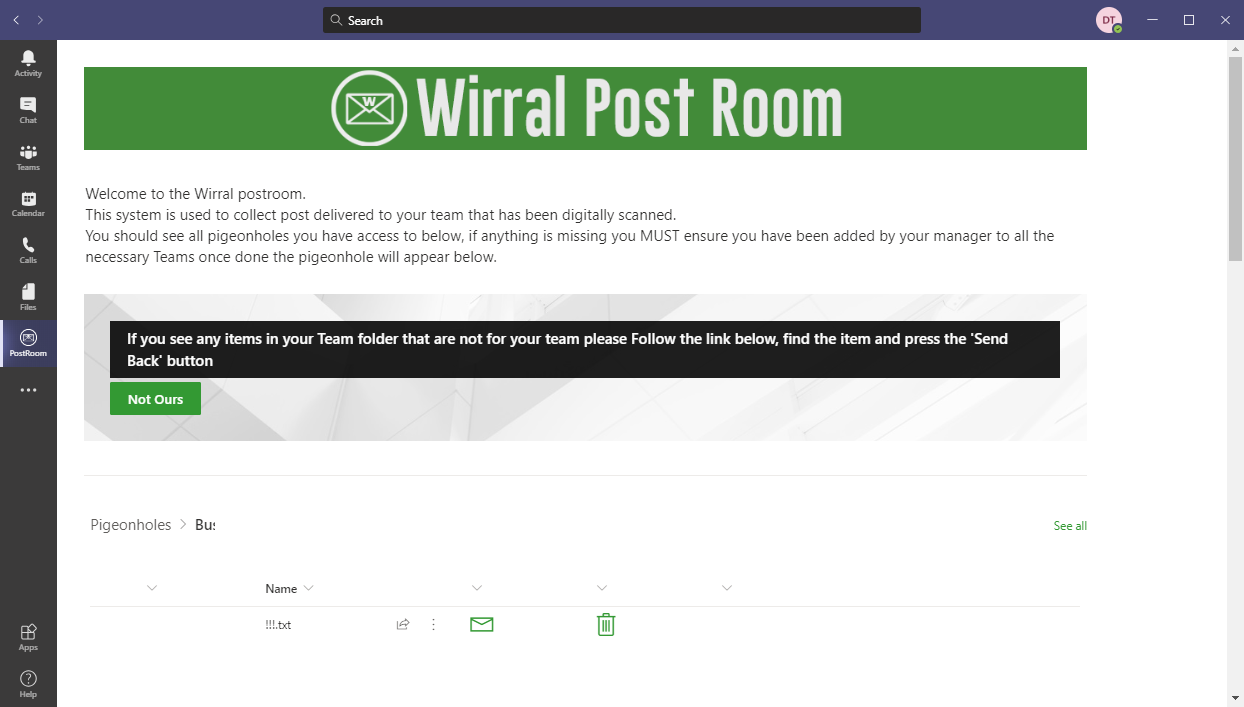 Search
DT
Activity
Chat
Teams
Calendar
Calls
Files
PostRoom
Apps
Help
W
Wirral Post Room
Welcome to the Wirral postroom.
This system is used to collect post delivered to your team that has been digitally scanned.
You should see all pigeonholes you have access to below, if anything is missing you MUST ensure you have been added by your manager to all the
necessary Teams once done the pigeonhole will appear below.
If you see any items in your Team folder that are not for your team please Follow the link below, find the item and press the 'Send
Back' button
Not Ours
Pigeonholes > Bus
See all
Name
!!!.txt